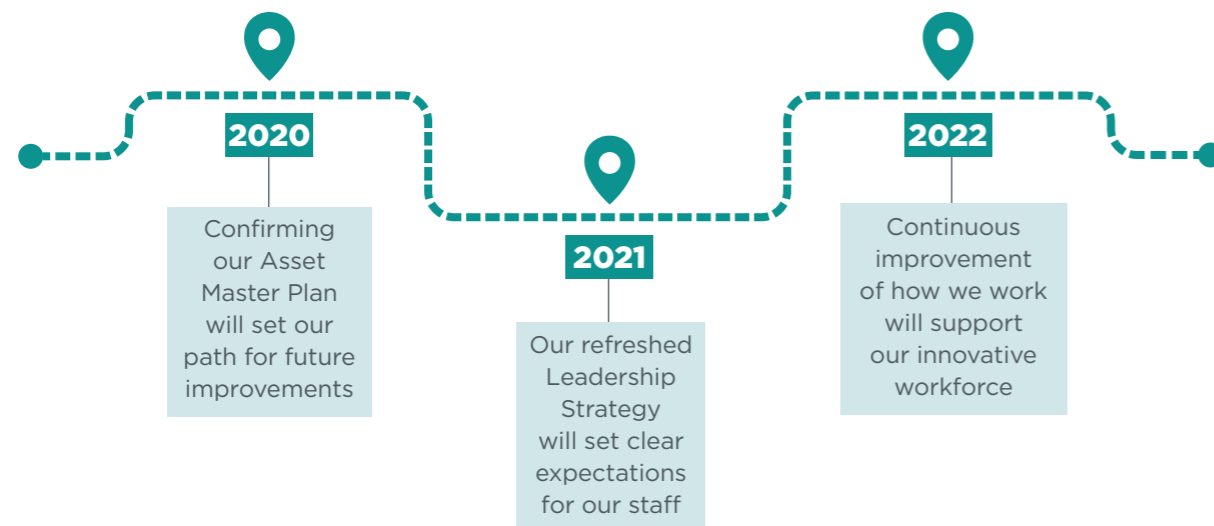 2020
Confirming
our Asset
Master Plan
will set our
path for future
improvements
2021
Our refreshed
Leadership
Strategy
will set clear
expectations
for our staff
2022
Continuous
improvement
of how we work
will support
our innovative
workforce